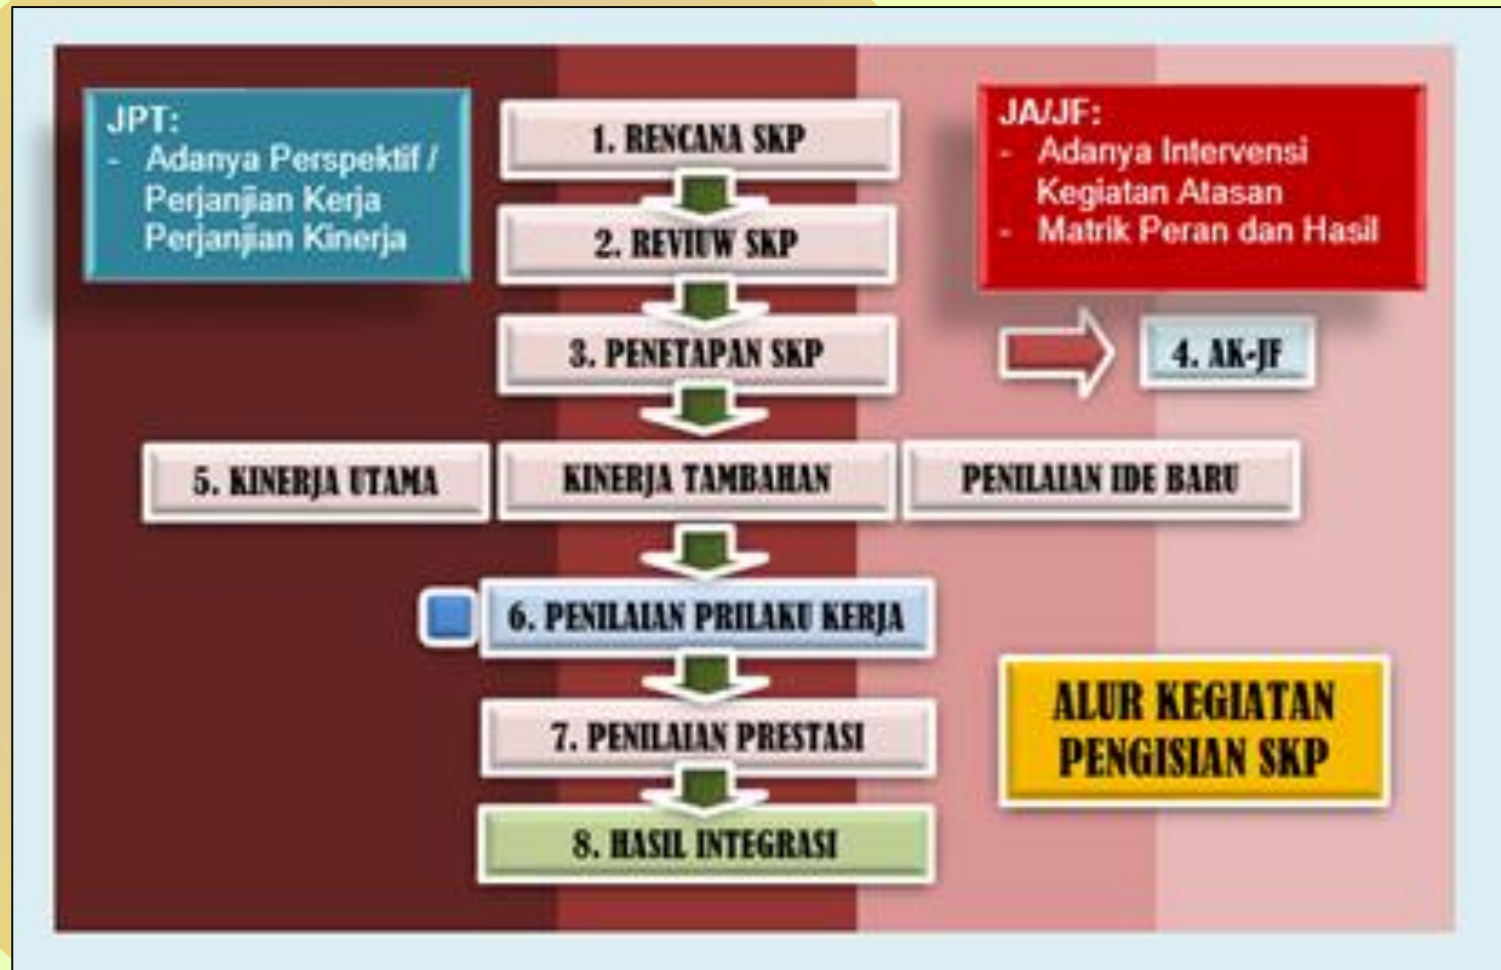 JPT:
- Adanya Perspektif /
Perjanjian Kerja
Perjanjian Kinerja
1. RENCANA SKP
JA/JF:
- Adanya Intervensi
Kegiatan Atasan
- Matrik Peran dan Hasil
2. REVIUW SKP
3. PENETAPAN SKP
4. AK-JF
5. KINERJA UTAMA
KINERJA TAMBAHAN
PENILAIAN IDE BARU
6. PENILAIAN PRILAKU KERJA
7. PENILAIAN PRESTASI
ALUR KEGIATAN
PENGISIAN SKP
8. HASIL INTEGRASI